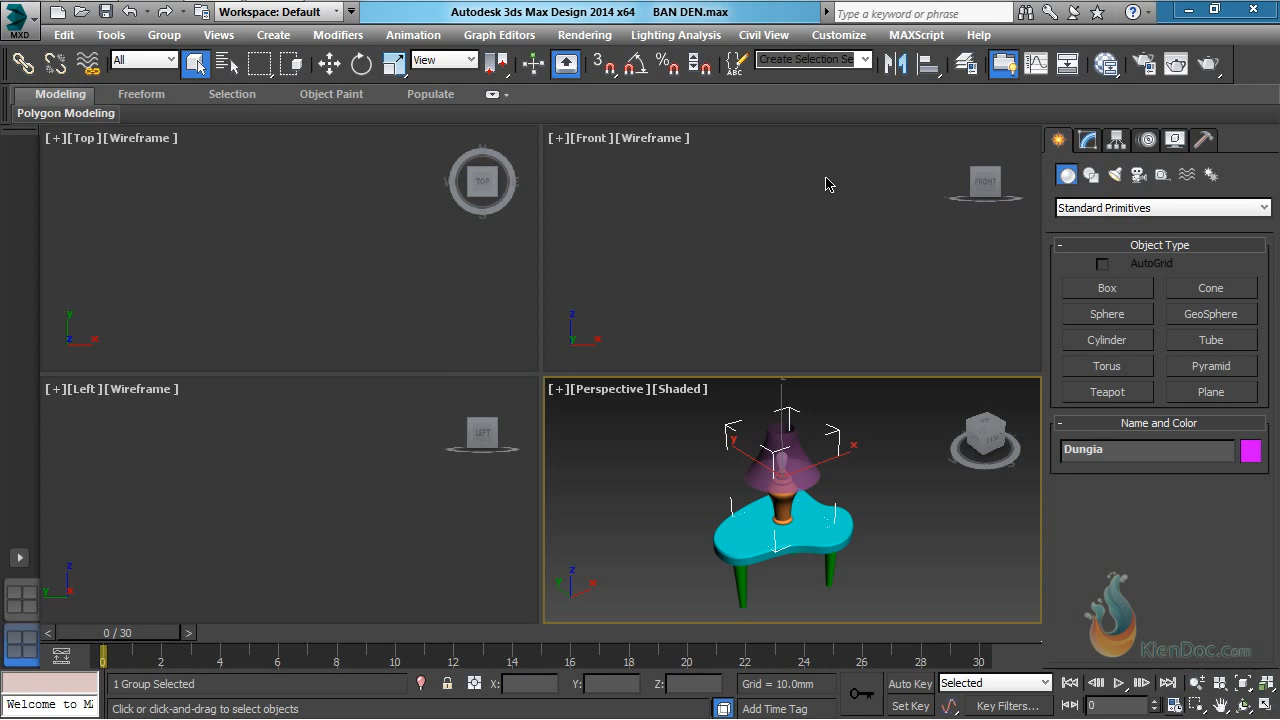 MXD
Workspace: Default
Autodesk 3ds Max Design 2014 x64 BAN DEN.max
Type a keyword or phrase
Edit Tools Group Views Create Modifiers Animation Graph Editors Rendering Lighting Analysis Civil View Customize MAXScript Help
All
View
3
Create Selection Se
Modeling Freeform Selection Object Paint Populate
Polygon Modeling
[+][Top][Wireframe]
TOP
[+][Front][Wireframe]
FRONT
y
z x
z
y x
[+][Left][Wireframe]
LEFT
z
y x
[+][Perspective][Shaded]
y x
z
y x
Standard Primitives
- Object Type
AutoGrid
Box Cone
Sphere GeoSphere
Cylinder Tube
Torus Pyramid
Teapot Plane
- Name and Color
Dungia
KienDoc.com
< 0 / 30 >
0 2 4 6 8 10 12 14 16 18 20 22 24 26 28 30
1 Group Selected X: Y: Z: Grid = 10.0mm Auto Key Selected
Welcome to M Click or click-and-drag to select objects Add Time Tag Set Key Key Filters... 0